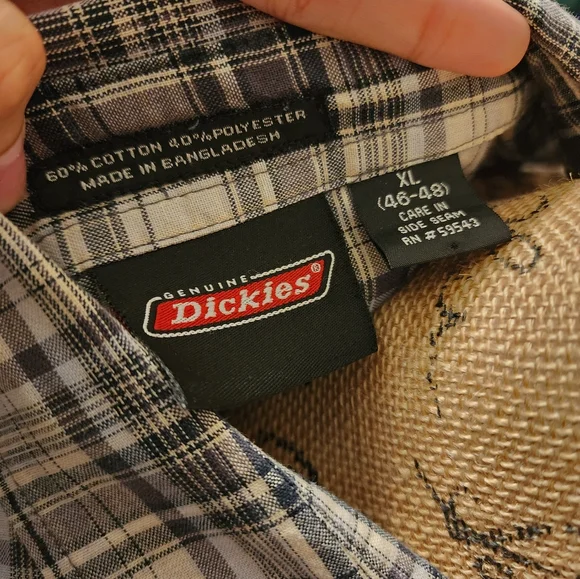 60% COTTON 40% POLYESTER
MADE IN BANGLADESH
XL
(46-48)
CARE IN
SIDE SEAM
RN # 59543
GENUINE
Dickies®